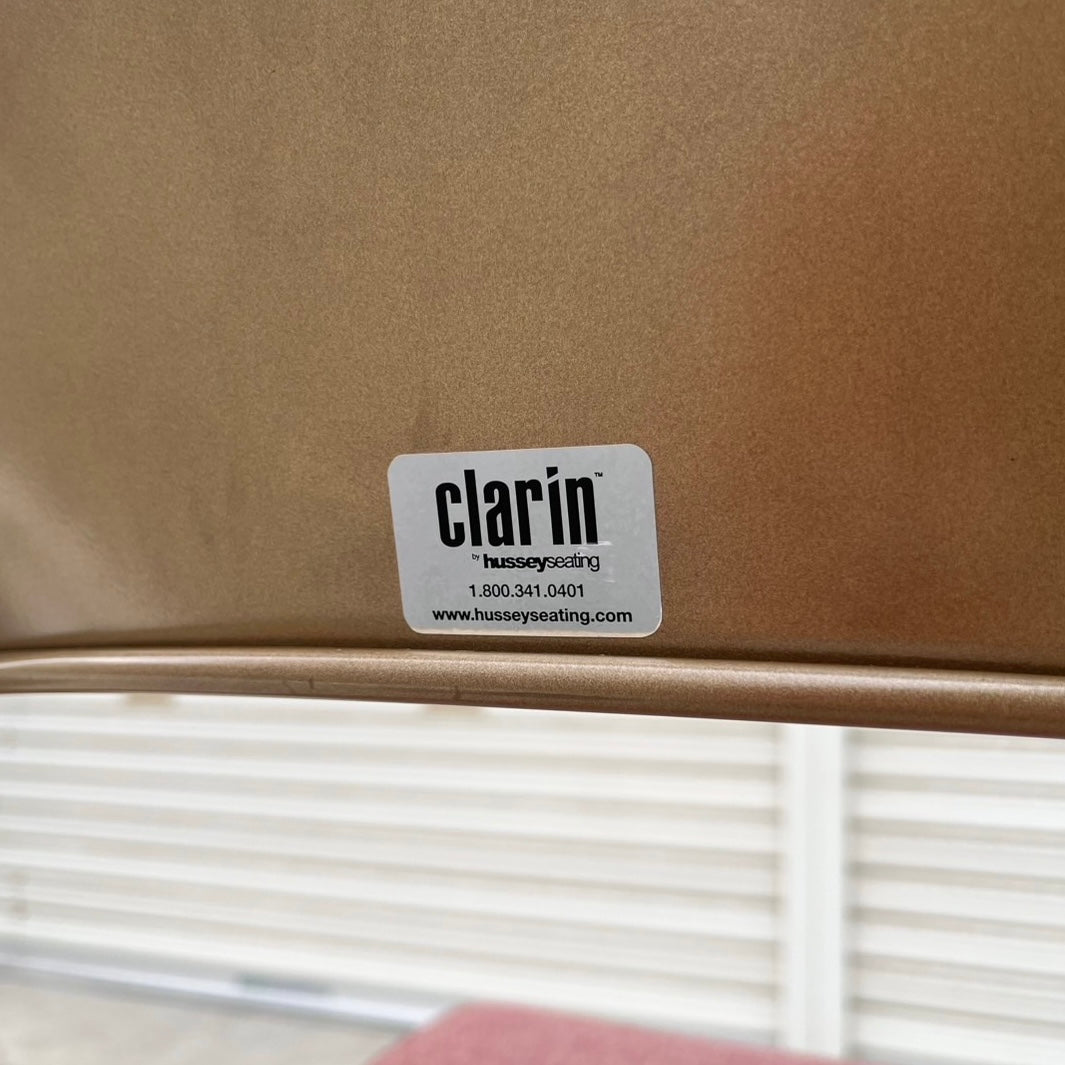 clarin™
by husseyseating
1.800.341.0401
www.husseyseating.com